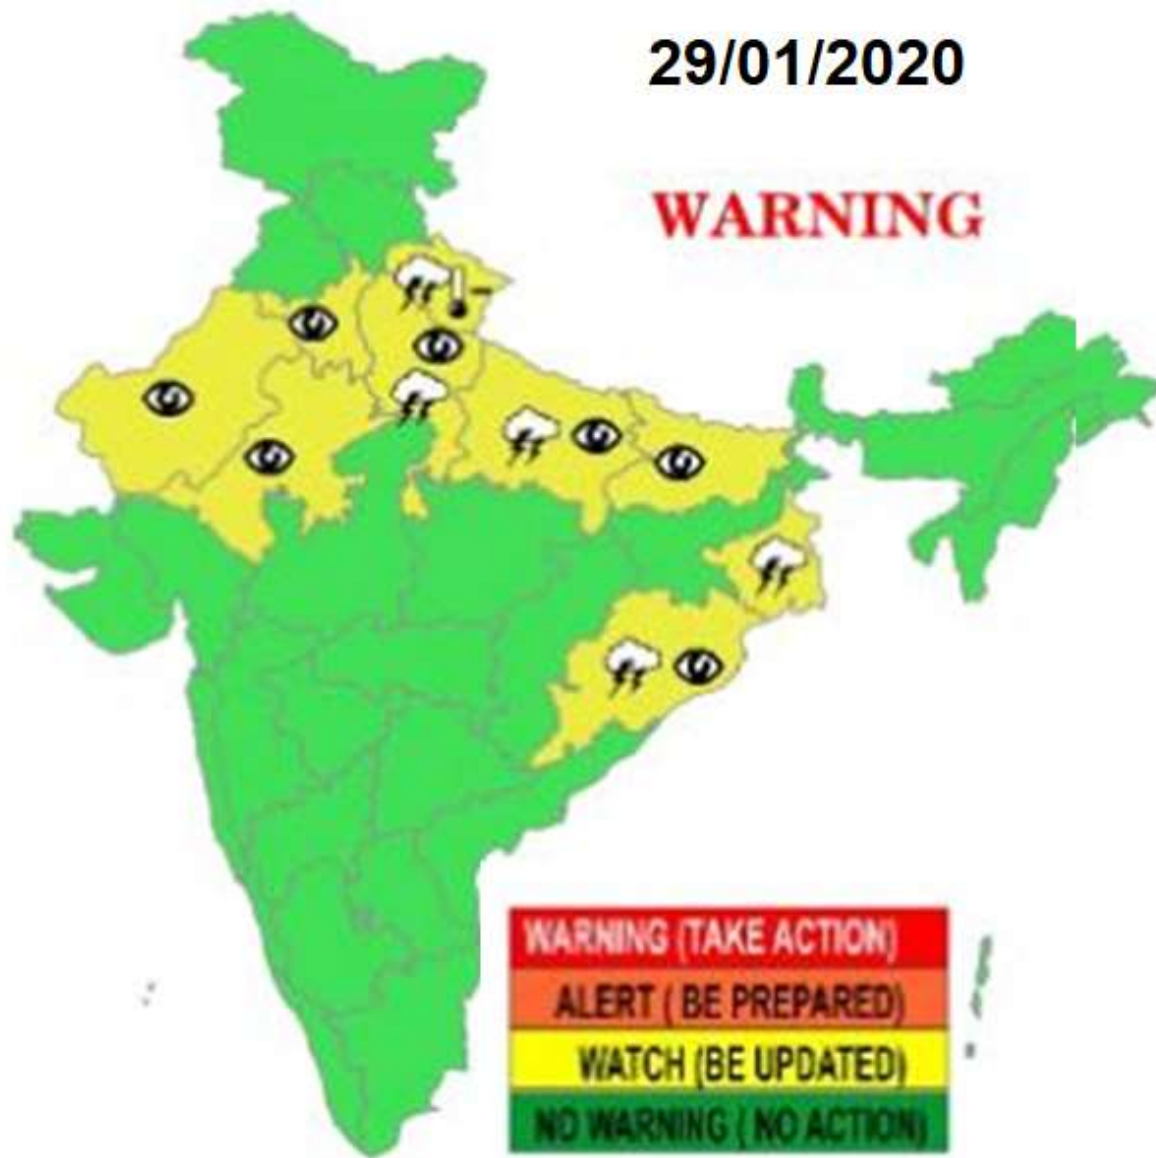 29/01/2020
WARNING
WARNING (TAKE ACTION)
ALERT ( BE PREPARED)
WATCH (BE UPDATED)
NO WARNING ( NO ACTION)